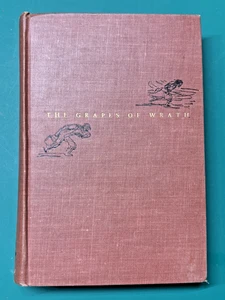 THE GRAPES OF WRATH